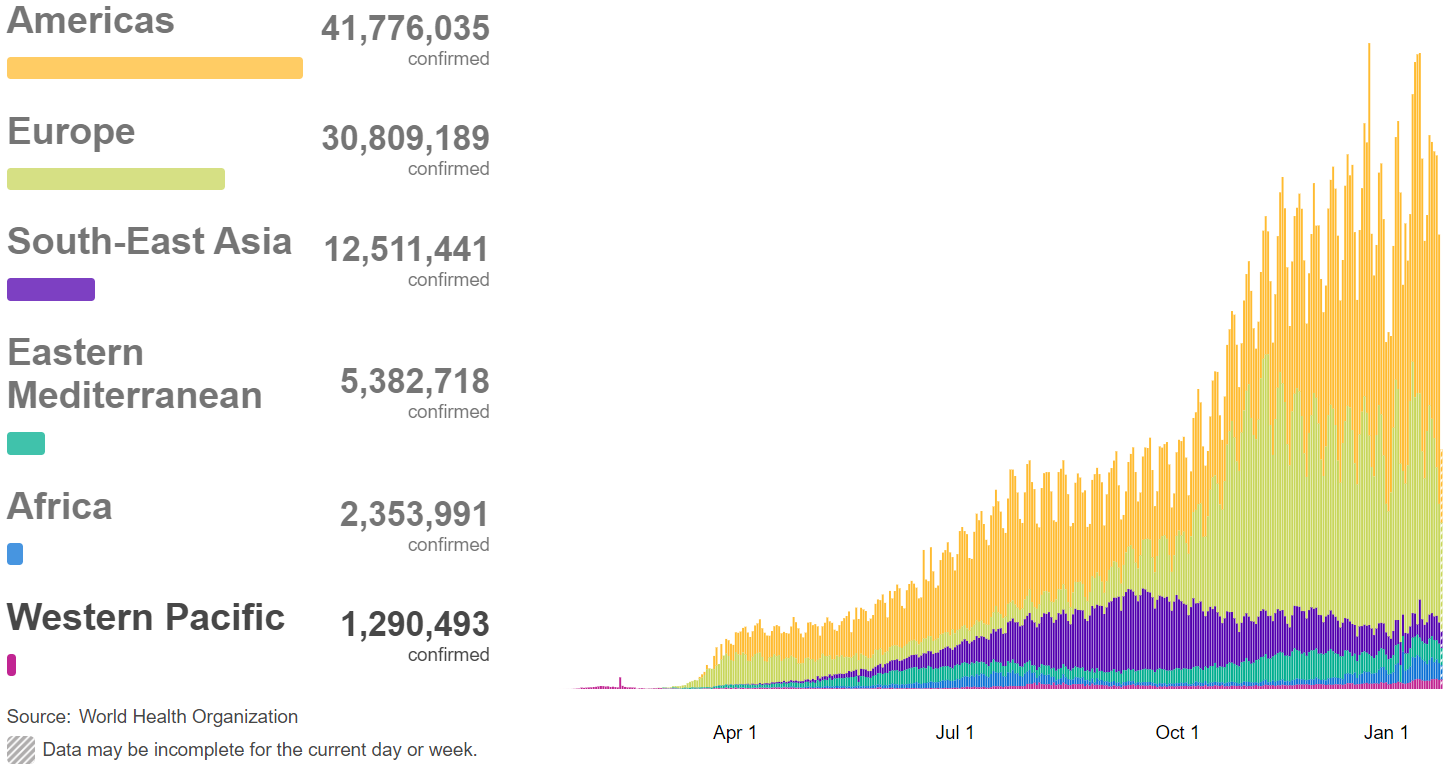 Americas
41,776,035
confirmed
Europe
30,809,189
confirmed
South-East Asia
12,511,441
confirmed
Eastern
Mediterranean
5,382,718
confirmed
Africa
2,353,991
confirmed
Western Pacific
1,290,493
confirmed
Source: World Health Organization
Data may be incomplete for the current day or week.
Apr 1
Jul 1
Oct 1
Jan 1